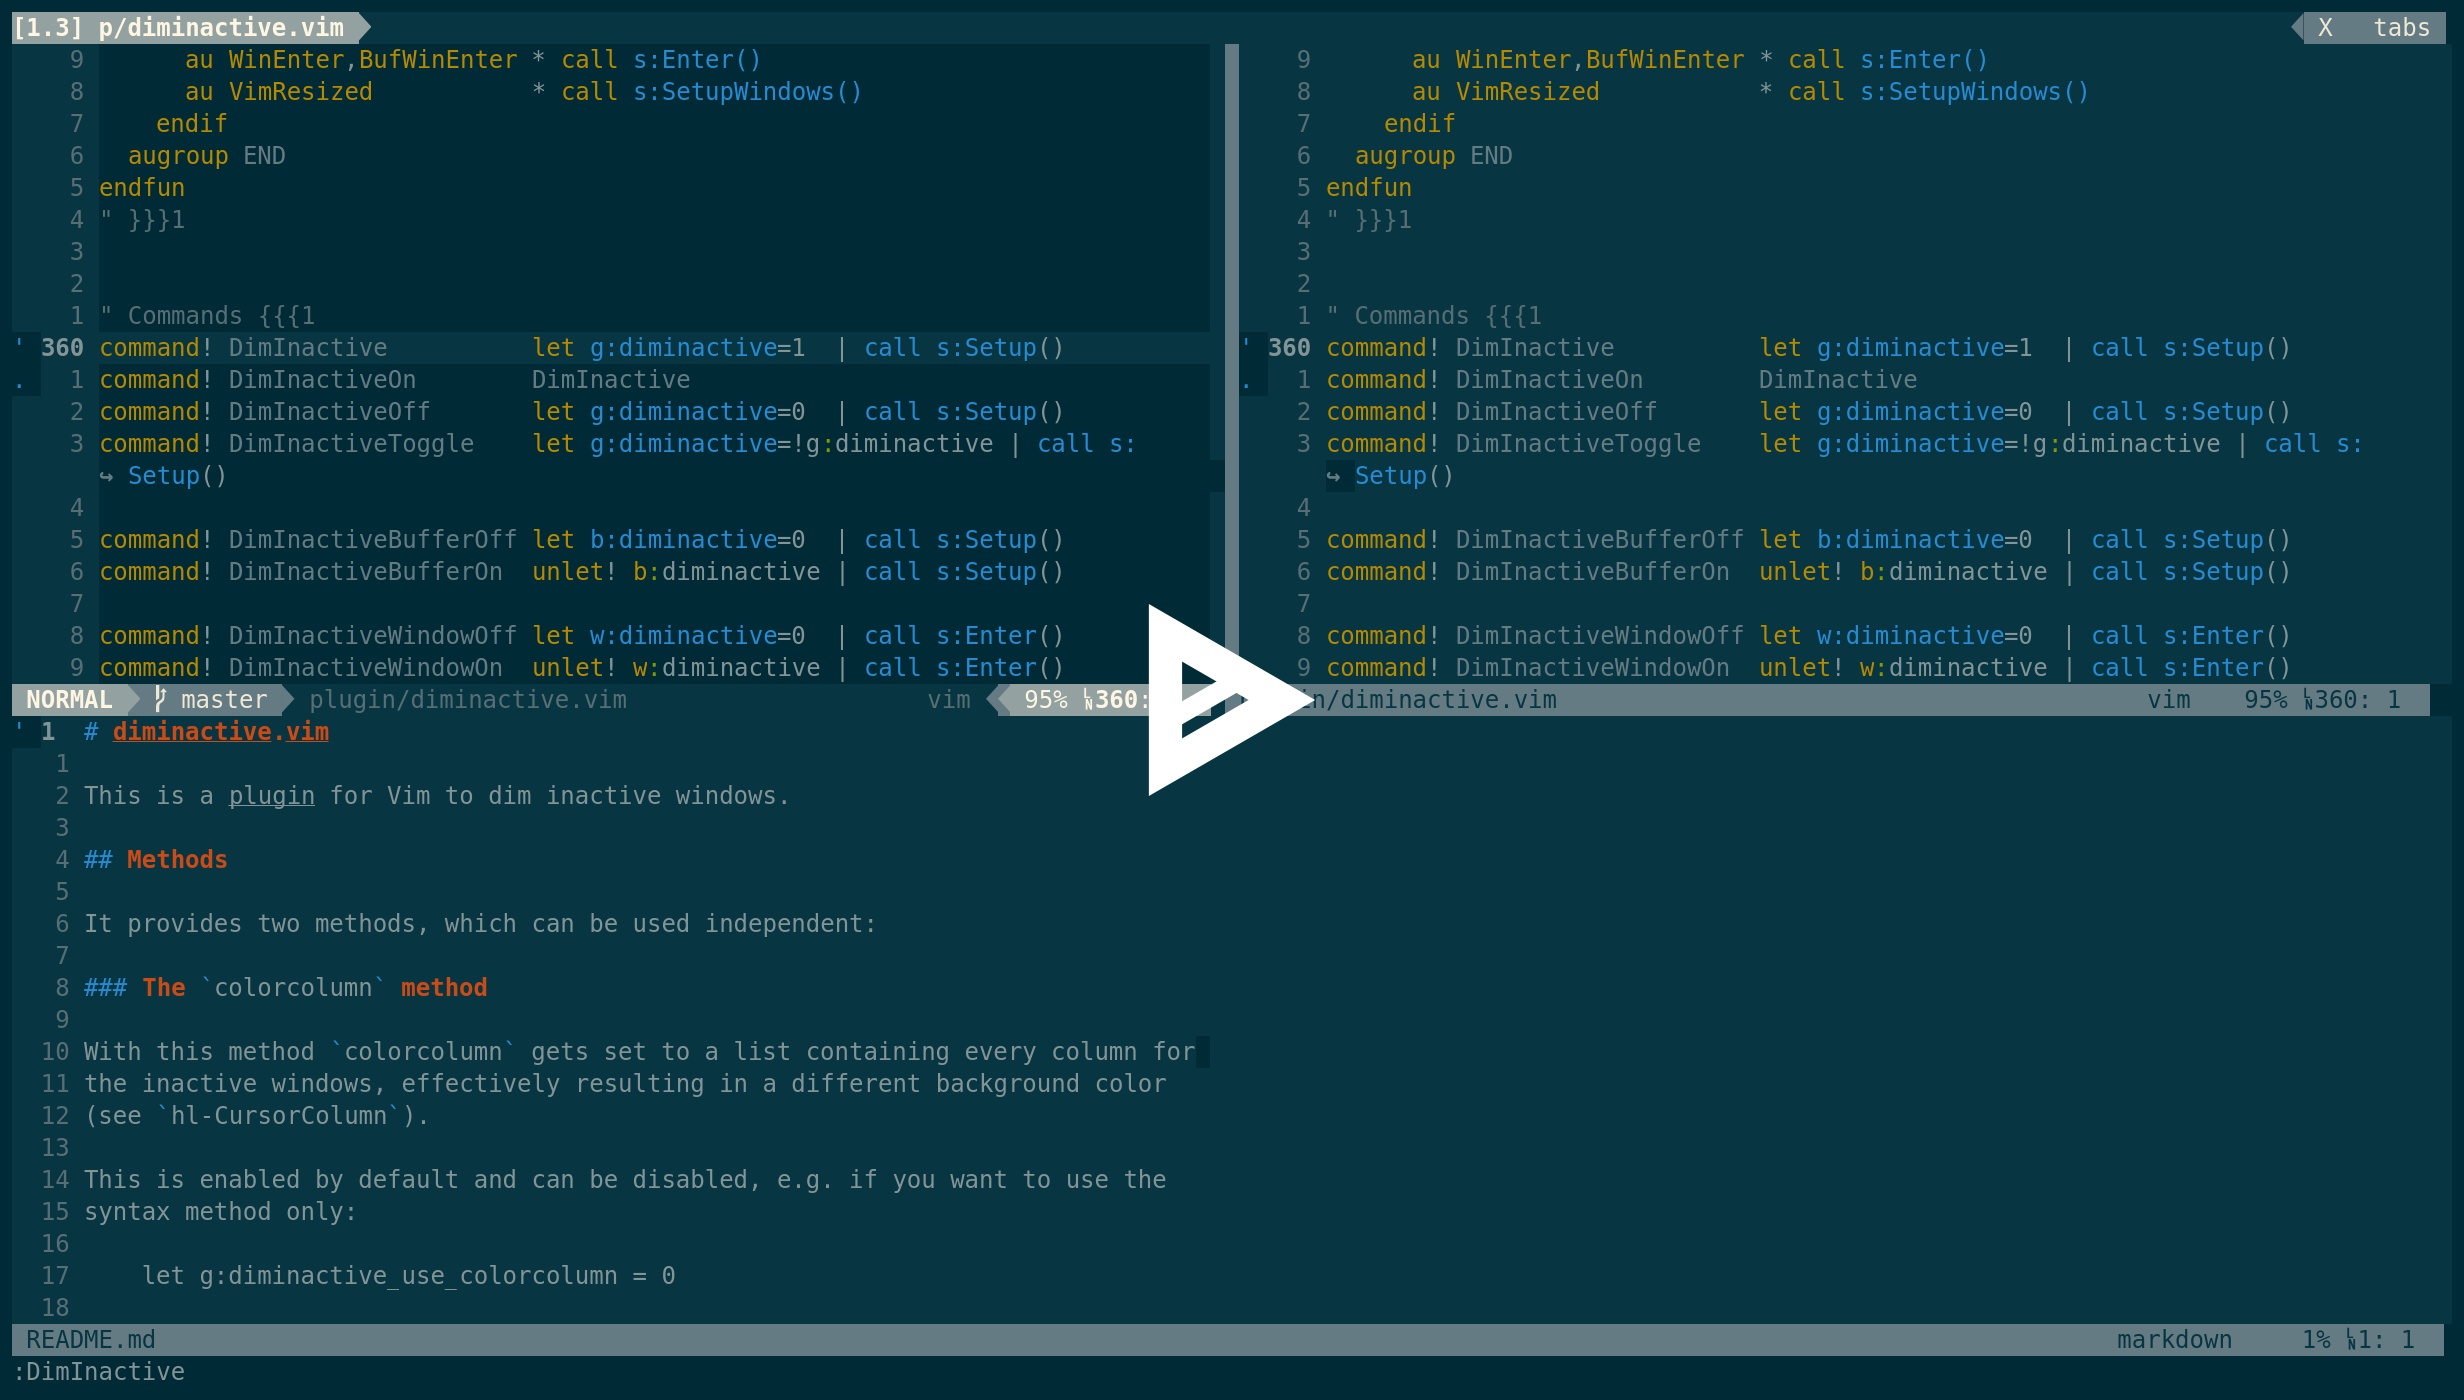 [1.3] p/diminactive.vim X tabs
9 au WinEnter,BufWinEnter * call s:Enter()
8 au VimResized * call s:SetupWindows()
7 endif
6 augroup END
5 endfun
4 " }}}1
3
2
1 " Commands {{{1
' 360 command! DimInactive let g:diminactive=1 | call s:Setup()
. 1 command! DimInactiveOn DimInactive
2 command! DimInactiveOff let g:diminactive=0 | call s:Setup()
3 command! DimInactiveToggle let g:diminactive=!g:diminactive | call s:
↪ Setup()
4
5 command! DimInactiveBufferOff let b:diminactive=0 | call s:Setup()
6 command! DimInactiveBufferOn unlet! b:diminactive | call s:Setup()
7
8 command! DimInactiveWindowOff let w:diminactive=0 | call s:Enter()
9 command! DimInactiveWindowOn unlet! w:diminactive | call s:Enter()
NORMAL master plugin/diminactive.vim vim 95% 360:
9 au WinEnter,BufWinEnter * call s:Enter()
8 au VimResized * call s:SetupWindows()
7 endif
6 augroup END
5 endfun
4 " }}}1
3
2
1 " Commands {{{1
' 360 command! DimInactive let g:diminactive=1 | call s:Setup()
. 1 command! DimInactiveOn DimInactive
2 command! DimInactiveOff let g:diminactive=0 | call s:Setup()
3 command! DimInactiveToggle let g:diminactive=!g:diminactive | call s:
↪ Setup()
4
5 command! DimInactiveBufferOff let b:diminactive=0 | call s:Setup()
6 command! DimInactiveBufferOn unlet! b:diminactive | call s:Setup()
7
8 command! DimInactiveWindowOff let w:diminactive=0 | call s:Enter()
9 command! DimInactiveWindowOn unlet! w:diminactive | call s:Enter()
in/diminactive.vim vim 95% 360: 1
' 1 # diminactive.vim
1
2 This is a plugin for Vim to dim inactive windows.
3
4 ## Methods
5
6 It provides two methods, which can be used independent:
7
8 ### The `colorcolumn` method
9
10 With this method `colorcolumn` gets set to a list containing every column for
11 the inactive windows, effectively resulting in a different background color
12 (see `hl-CursorColumn`).
13
14 This is enabled by default and can be disabled, e.g. if you want to use the
15 syntax method only:
16
17 let g:diminactive_use_colorcolumn = 0
18
README.md markdown 1% 1: 1
:DimInactive